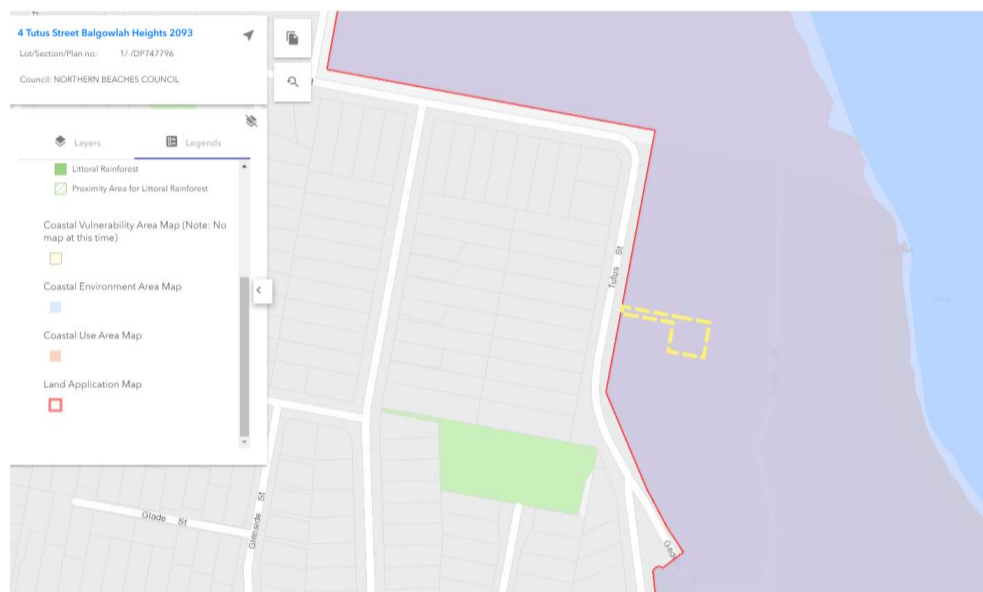 4 Tutus Street Balgowlah Heights 2093
Lot/Section/Plan no: 1/-/DP747796
Council: NORTHERN BEACHES COUNCIL
Layers
Legends
Littoral Rainforest
Proximity Area for Littoral Rainforest
Coastal Vulnerability Area Map (Note: No
map at this time)
Coastal Environment Area Map
Coastal Use Area Map
Land Application Map
Tutus St
Glade St
Glenside St